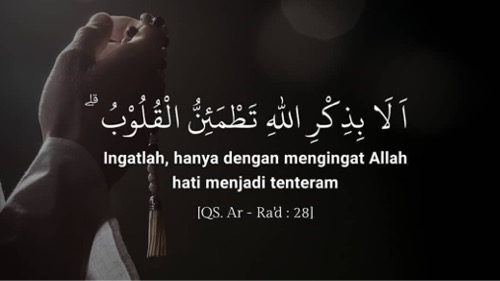 اَلَا بِذِكْرِ اللّٰهِ تَطْمَىِٕنُّ الْقُلُوْبُ ۗ
Ingatlah, hanya dengan mengingat Allah
hati menjadi tenteram
[QS. Ar - Ra'd : 28]